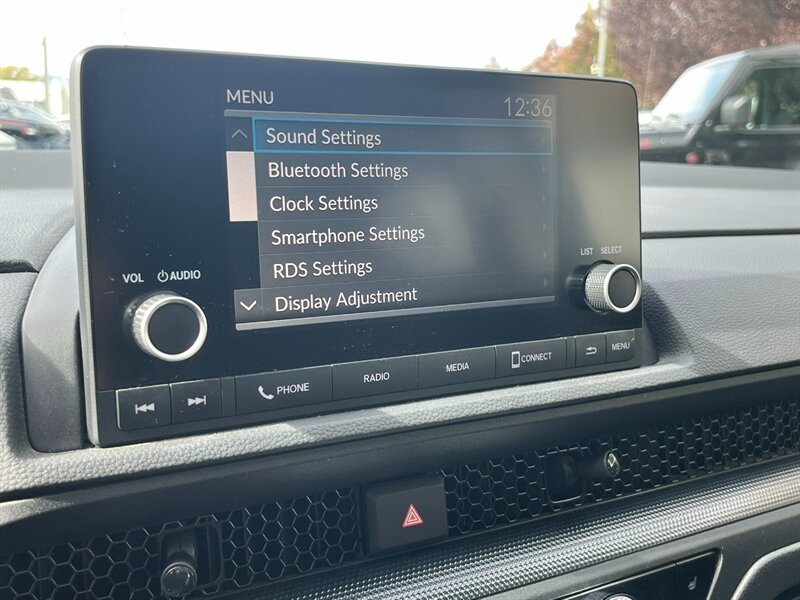 MENU 12:36
Sound Settings
Bluetooth Settings
Clock Settings
Smartphone Settings
RDS Settings
Display Adjustment
VOL AUDIO
LIST SELECT
PHONE RADIO MEDIA CONNECT MENU